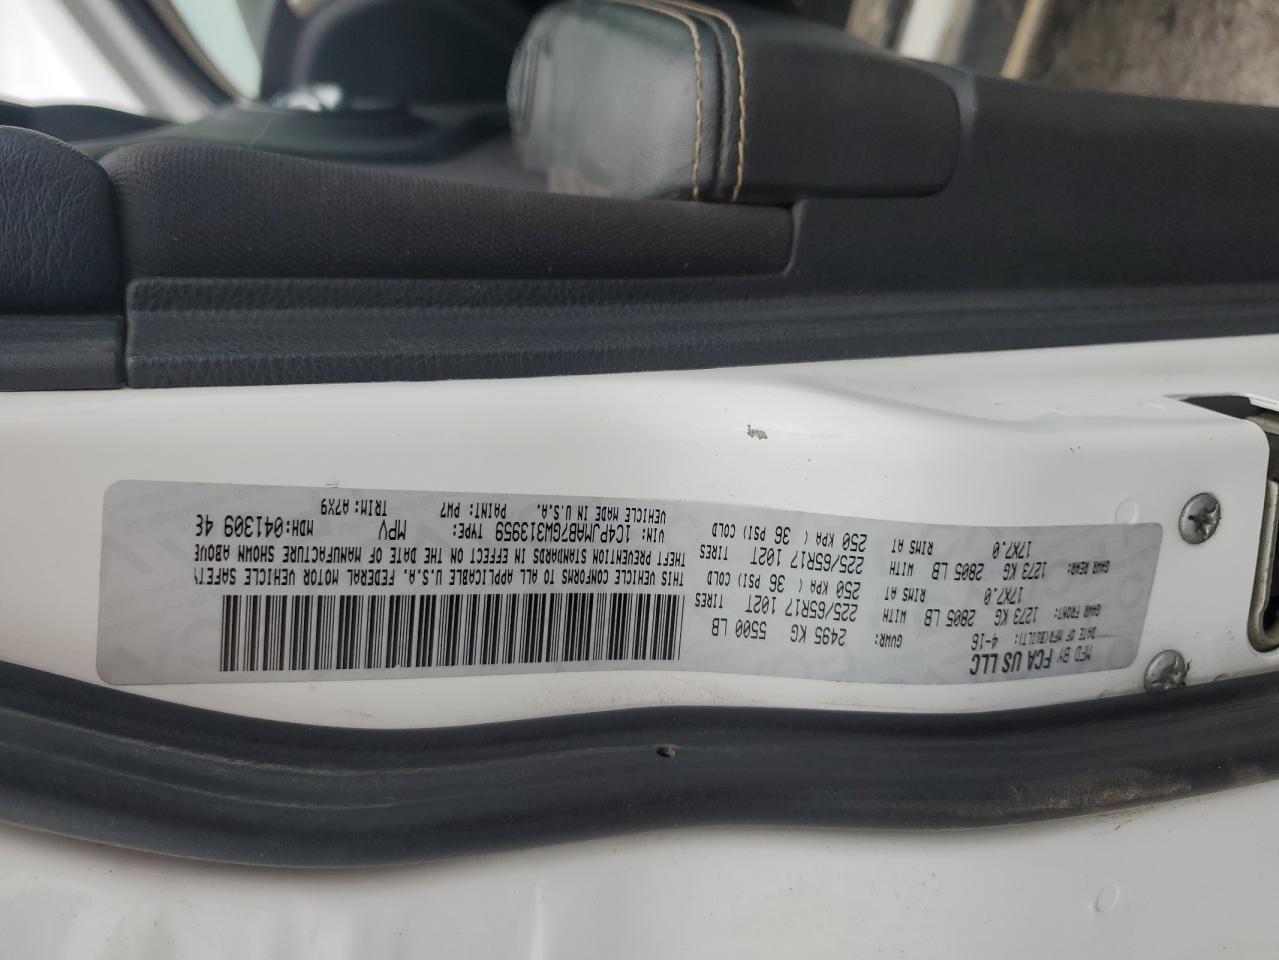 MFD BY FCA US LLC
DATE OF MFR(BUILT): 4-16
GVWR: 2495 KG 5500 LB
GAWR FRONT: WITH TIRES
1273 KG 2805 LB 225/65R17 102T
RIMS AT COLD
17X7.0 250 KPA ( 36 PSI)
GAWR REAR: WITH TIRES
1273 KG 2805 LB 225/65R17 102T
RIMS AT COLD
17X7.0 250 KPA ( 36 PSI)
THIS VEHICLE CONFORMS TO ALL APPLICABLE U.S.A. FEDERAL MOTOR VEHICLE SAFETY
THEFT PREVENTION STANDARDS IN EFFECT ON THE DATE OF MANUFACTURE SHOWN ABOVE
VIN: 1C4PJMAB7GW313959 TYPE: MPV MDH:041309 4E
VEHICLE MADE IN U.S.A. PAINT: PW7 TRIM: A7X9